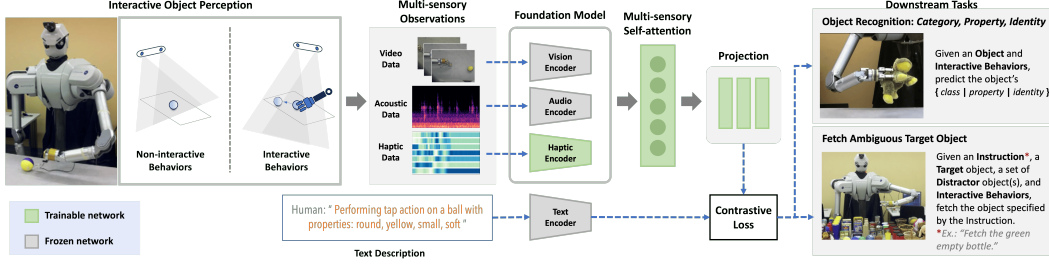 Interactive Object Perception
Non-interactive
Behaviors
Interactive
Behaviors
Trainable network
Frozen network
Multi-sensory
Observations
Video
Data
Acoustic
Data
Haptic
Data
Foundation Model
Vision
Encoder
Audio
Encoder
Haptic
Encoder
Multi-sensory
Self-attention
Projection
Human: “ Performing tap action on a ball with
properties: round, yellow, small, soft ”
Text Description
Text
Encoder
Contrastive
Loss
Downstream Tasks
Object Recognition: Category, Property, Identity
Given an Object and
Interactive Behaviors,
predict the object’s
{ class | property | identity }
Fetch Ambiguous Target Object
Given an Instruction*, a
Target object, a set of
Distractor object(s), and
Interactive Behaviors,
fetch the object specified
by the Instruction.
*Ex.: “Fetch the green
empty bottle.”